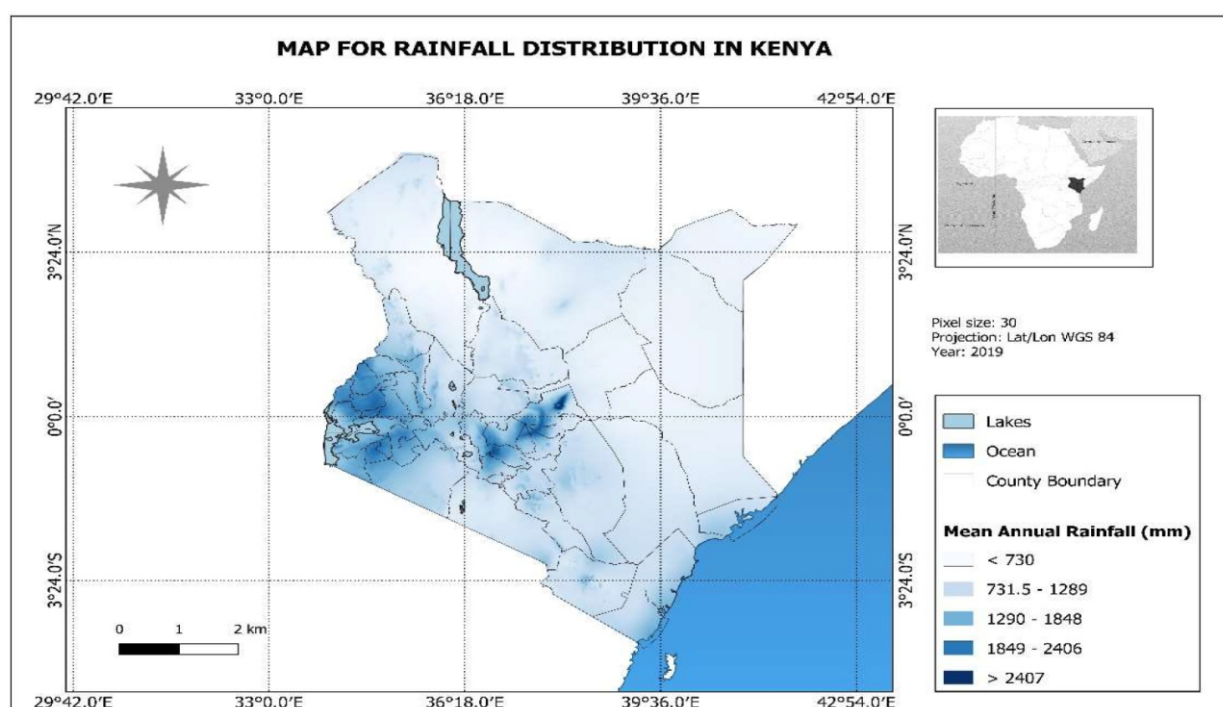 MAP FOR RAINFALL DISTRIBUTION IN KENYA
29°42.0'E 33°0.0' 36°18.0'E 39°36.0'E 42°54.0'E
3°24.0'N 3°24.0'N
0°0.0' 0°0.0'
3°24.0'S 3°24.0'S
0 1 2 km
29°42.0'E 33°0.0'E 36°18.0'E 39°36.0'E 42°54.0'E
Pixel size: 30
Projection: Lat/Lon WGS 84
Year: 2019
Lakes
Ocean
County Boundary
Mean Annual Rainfall (mm)
< 730
731.5 - 1289
1290 - 1848
1849 - 2406
> 2407